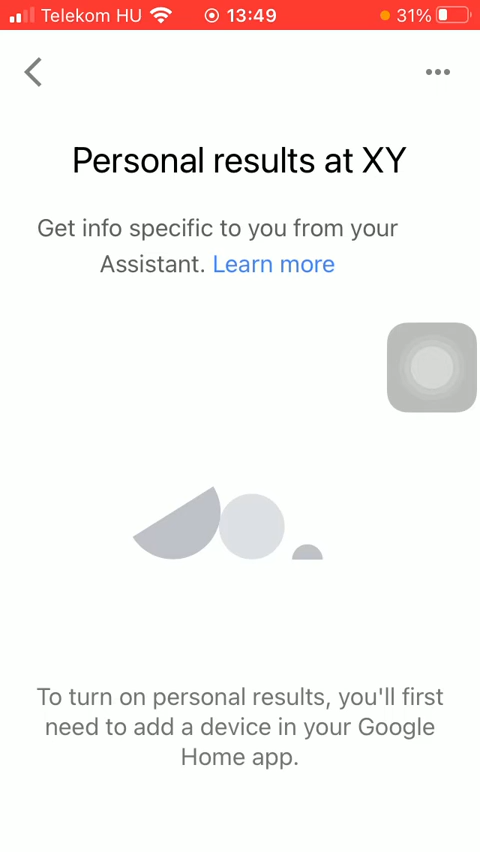 Telekom HU 13:49 31%
Personal results at XY
Get info specific to you from your
Assistant. Learn more
To turn on personal results, you'll first
need to add a device in your Google
Home app.